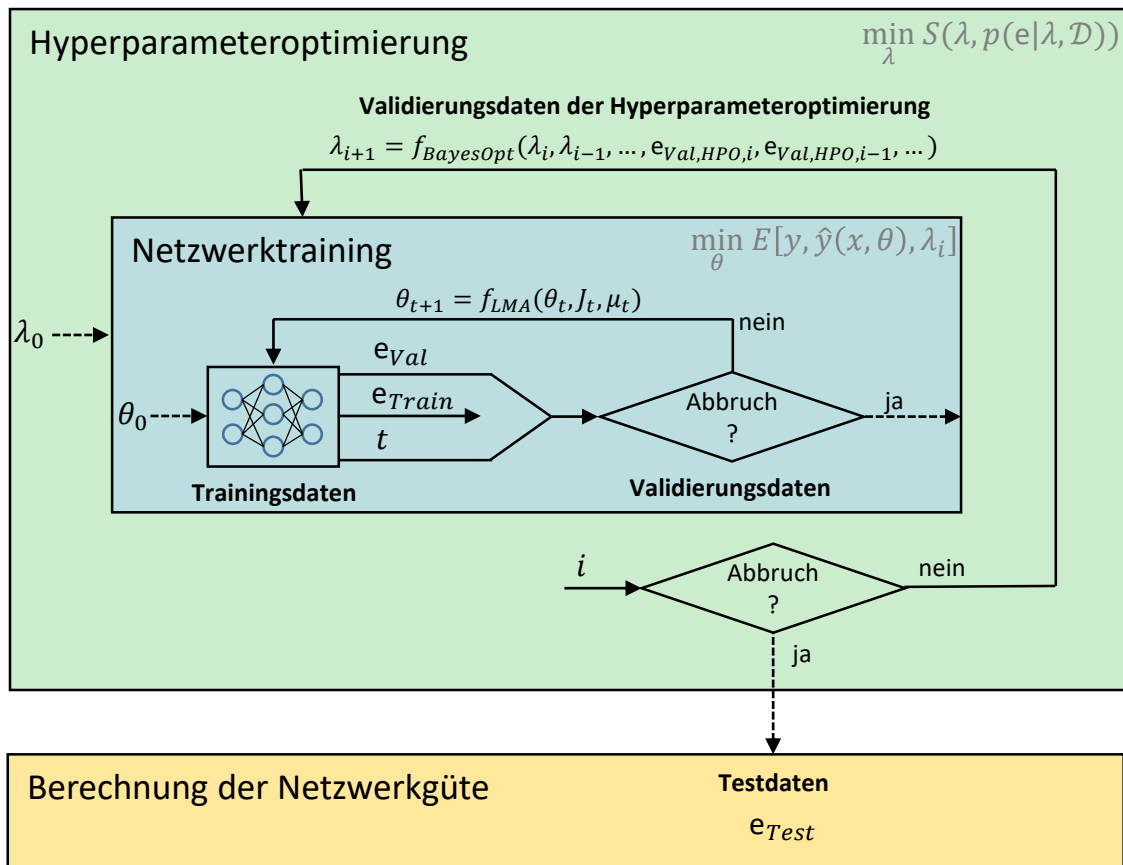 Hyperparameteroptimierung
min_λ S(λ, p(e|λ, 𝒟))
Validierungsdaten der Hyperparameteroptimierung
λ_{i+1} = f_{BayesOpt}(λ_i, λ_{i−1}, … , e_{Val,HPO,i}, e_{Val,HPO,i−1}, … )
Netzwerktraining
min_θ E[y, ŷ(x, θ), λ_i]
θ_{t+1} = f_{LMA}(θ_t, J_t, μ_t)
nein
λ_0
e_{Val}
θ_0
e_{Train}
t
Abbruch
?
ja
Trainingsdaten
Validierungsdaten
i
Abbruch
?
nein
ja
Berechnung der Netzwerkgüte
Testdaten
e_{Test}